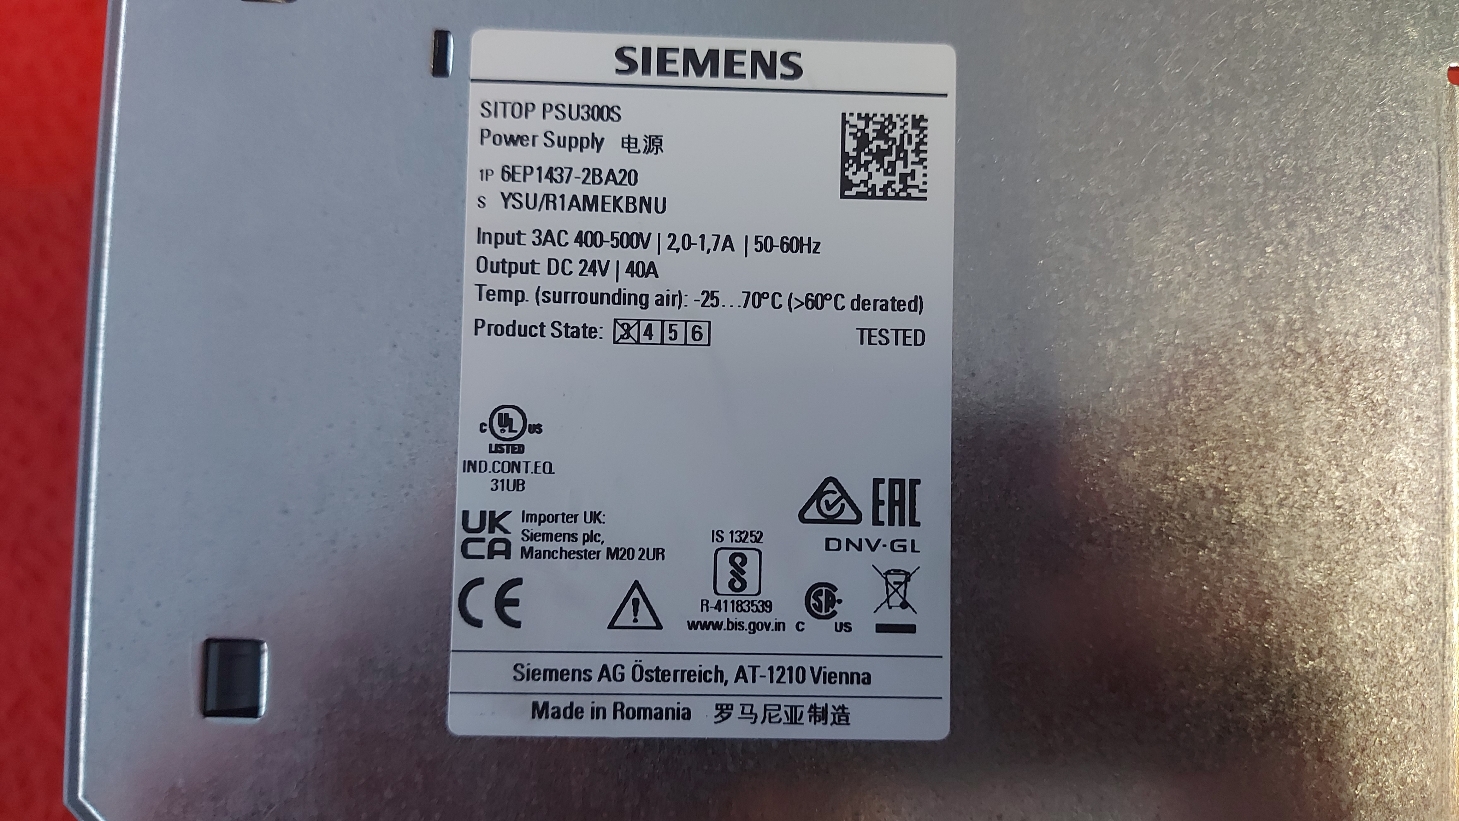 SIEMENS
SITOP PSU300S
Power Supply 电源
1P 6EP1437-2BA20
S YSU/R1AMEKBNU
Input: 3AC 400-500V | 2,0-1,7A | 50-60Hz
Output: DC 24V | 40A
Temp. (surrounding air): -25...70°C (>60°C derated)
Product State: 3 4 5 6 TESTED
C UL US
LISTED
IND.CONT.EQ.
31UB
EAC
UK
CA
Importer UK:
Siemens plc,
Manchester M20 2UR
IS 13252
R-41183539
www.bis.gov.in
DNV·GL
CE
C SA US
Siemens AG Österreich, AT-1210 Vienna
Made in Romania 罗马尼亚制造